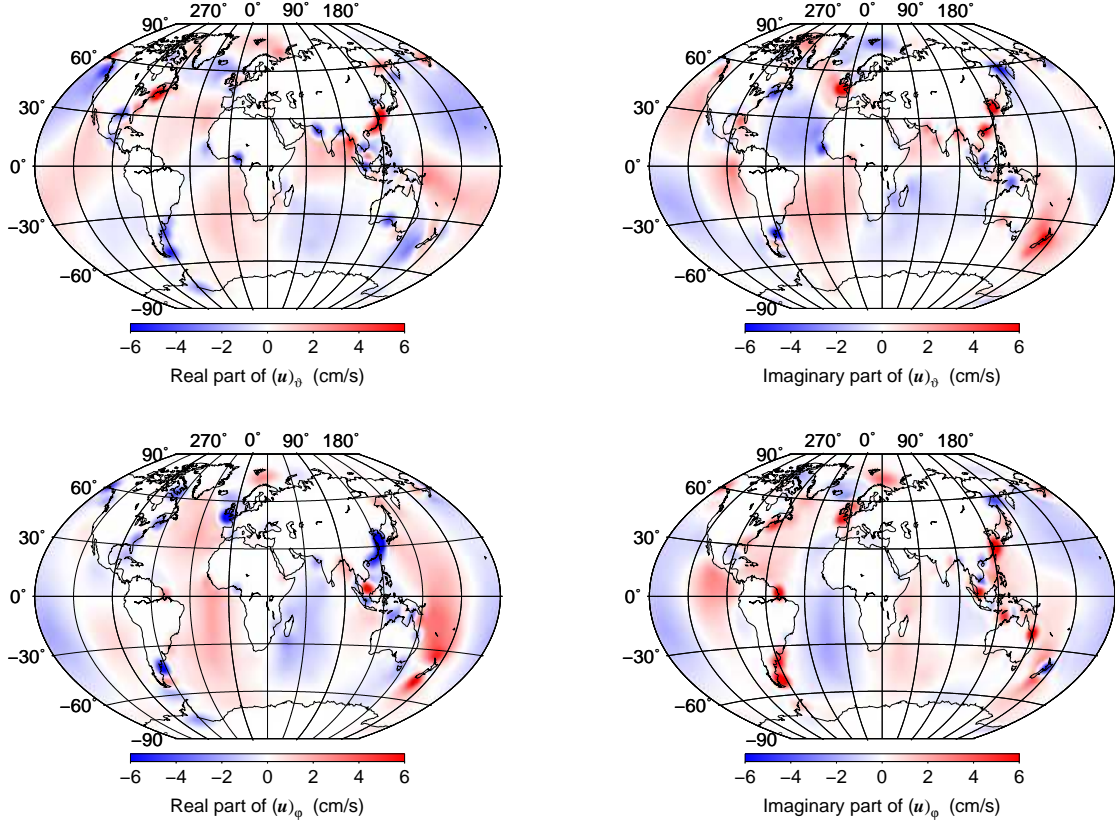 270˚ 0˚ 90˚ 180˚
90˚
60˚
30˚
0˚
−30˚
−60˚
−90˚
−6 −4 −2 0 2 4 6
Real part of (u)ϑ (cm/s)
270˚ 0˚ 90˚ 180˚
90˚
60˚
30˚
0˚
−30˚
−60˚
−90˚
−6 −4 −2 0 2 4 6
Imaginary part of (u)ϑ (cm/s)
270˚ 0˚ 90˚ 180˚
90˚
60˚
30˚
0˚
−30˚
−60˚
−90
−6 −4 −2 0 2 4 6
Real part of (u)φ (cm/s)
270˚ 0˚ 90˚ 180˚
90˚
60˚
30˚
0˚
−30˚
−60˚
−90˚
−6 −4 −2 0 2 4 6
Imaginary part of (u)φ (cm/s)